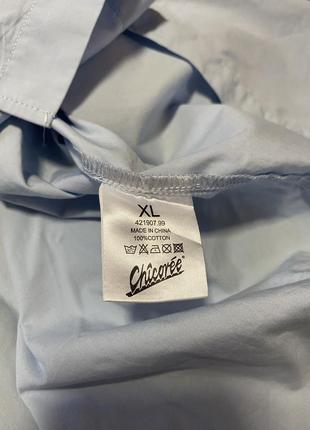 XL
421907.99
MADE IN CHINA
100%COTTON
Chicorée